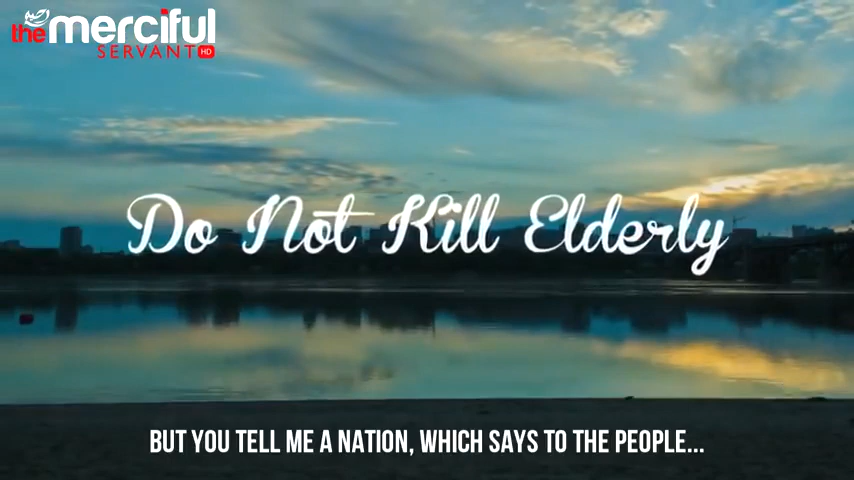 the merciful
SERVANT HD
Do Not Kill Elderly
BUT YOU TELL ME A NATION, WHICH SAYS TO THE PEOPLE...